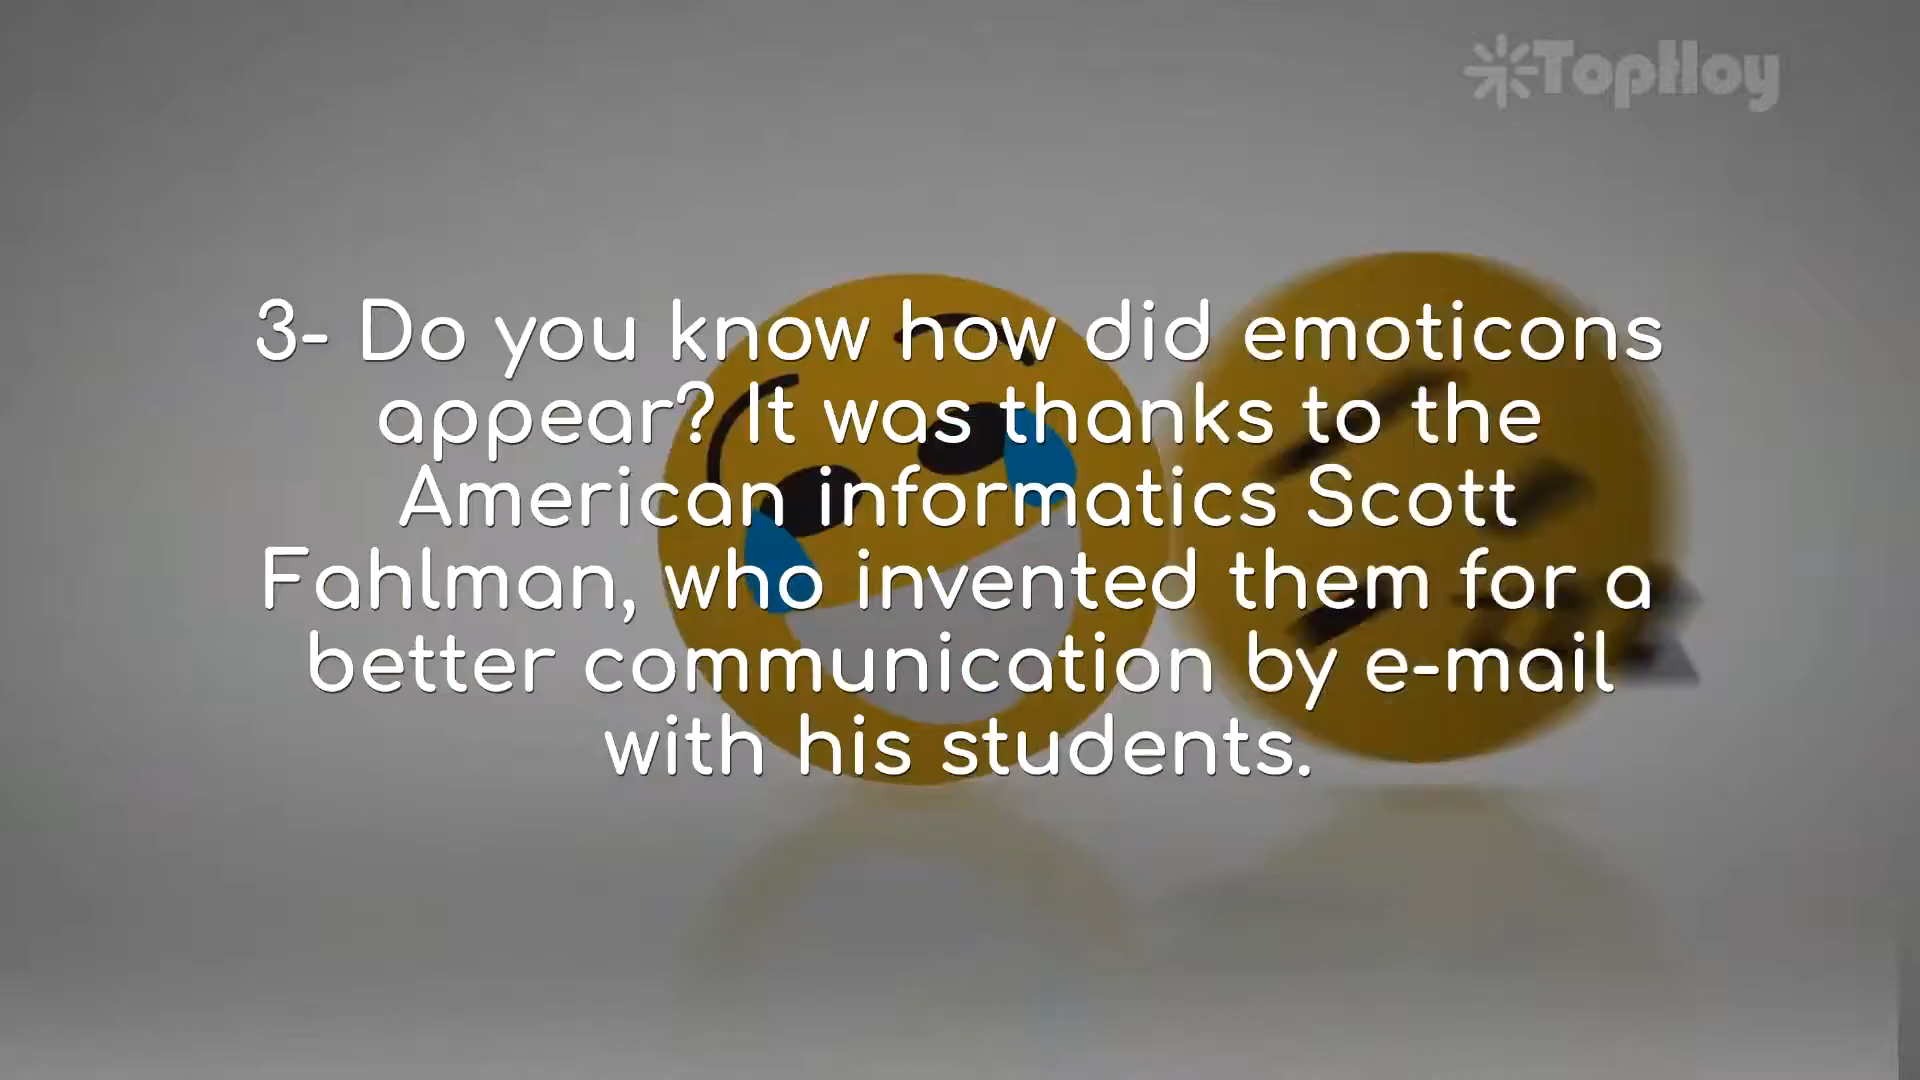 TopHoy
3- Do you know how did emoticons
appear? It was thanks to the
American informatics Scott
Fahlman, who invented them for a
better communication by e-mail
with his students.